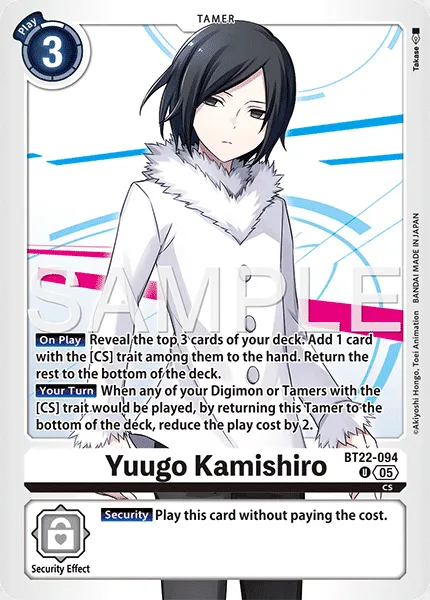 TAMER
Play
3
Takase
SAMPLE
©Akiyoshi Hongo, Toei Animation BANDAI MADE IN JAPAN
On Play Reveal the top 3 cards of your deck. Add 1 card
with the [CS] trait among them to the hand. Return the
rest to the bottom of the deck.
Your Turn When any of your Digimon or Tamers with the
[CS] trait would be played, by returning this Tamer to the
bottom of the deck, reduce the play cost by 2.
Yuugo Kamishiro
BT22-094
U 05
CS
Security Play this card without paying the cost.
Security Effect